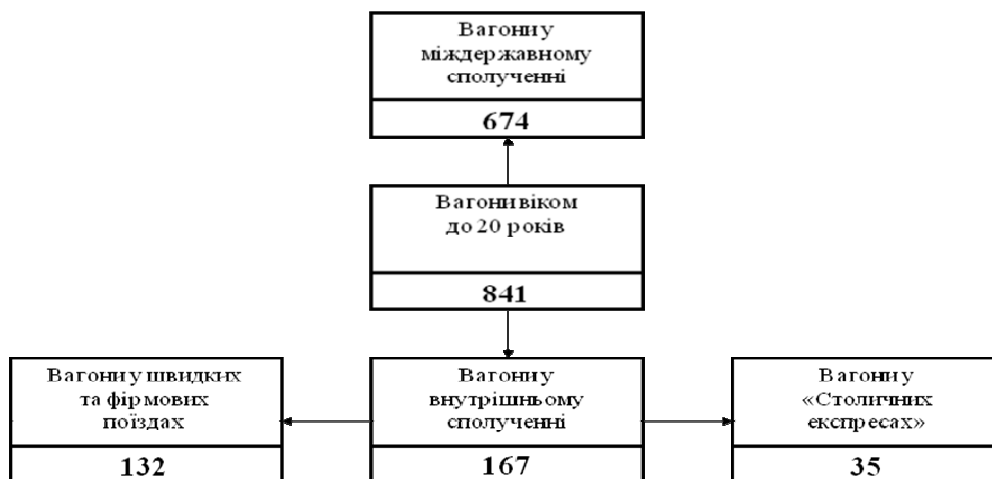 Вагони у
міждержавному
сполученні
674
Вагони віком
до 20 років
841
Вагони у швидких
та фірмових
поїздах
132
Вагони у
внутрішньому
сполученні
167
Вагони у
«Столичних
експресах»
35